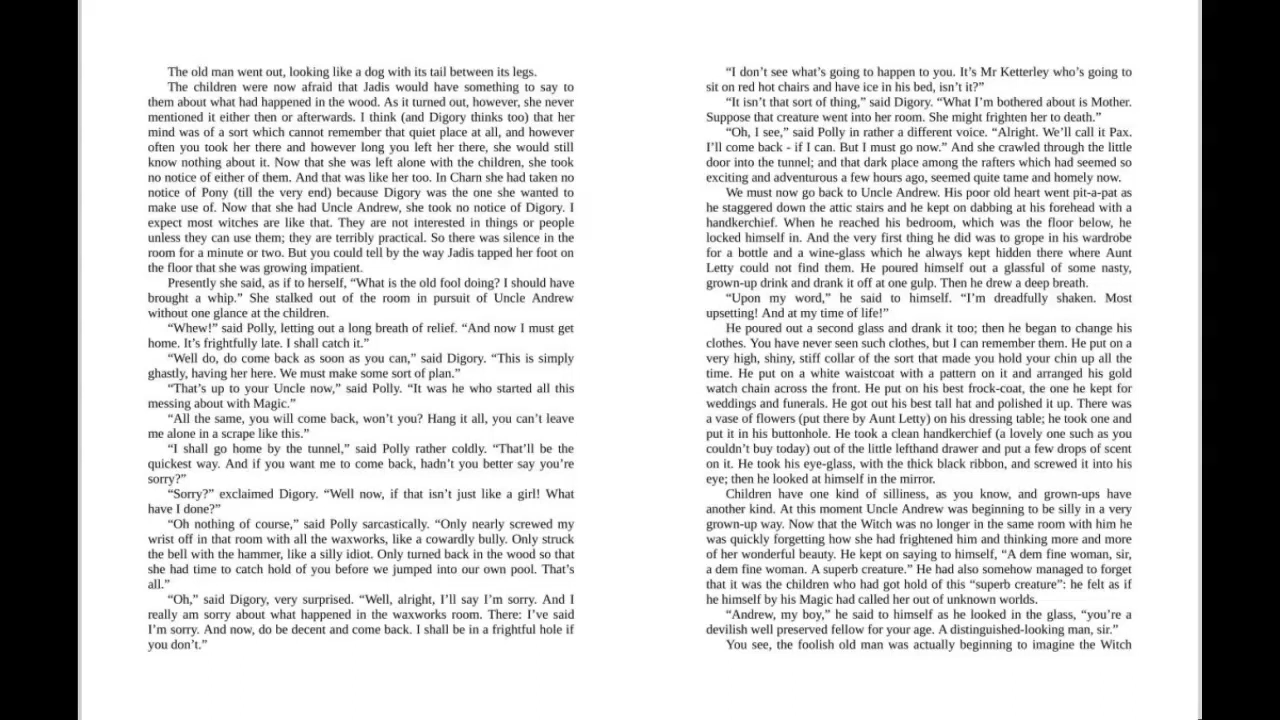 The old man went out, looking like a dog with its tail between its legs.
The children were now afraid that Jadis would have something to say to
them about what had happened in the wood. As it turned out, however, she never
mentioned it either then or afterwards. I think (and Digory thinks too) that her
mind was of a sort which cannot remember that quiet place at all, and however
often you took her there and however long you left her there, she would still
know nothing about it. Now that she was left alone with the children, she took
no notice of either of them. And that was like her too. In Charn she had taken no
notice of Pony (till the very end) because Digory was the one she wanted to
make use of. Now that she had Uncle Andrew, she took no notice of Digory. I
expect most witches are like that. They are not interested in things or people
unless they can use them; they are terribly practical. So there was silence in the
room for a minute or two. But you could tell by the way Jadis tapped her foot on
the floor that she was growing impatient.
Presently she said, as if to herself, “What is the old fool doing? I should have
brought a whip.” She stalked out of the room in pursuit of Uncle Andrew
without one glance at the children.
“Whew!” said Polly, letting out a long breath of relief. “And now I must get
home. It’s frightfully late. I shall catch it.”
“Well do, do come back as soon as you can,” said Digory. “This is simply
ghastly, having her here. We must make some sort of plan.”
“That’s up to your Uncle now,” said Polly. “It was he who started all this
messing about with Magic.”
“All the same, you will come back, won’t you? Hang it all, you can’t leave
me alone in a scrape like this.”
“I shall go home by the tunnel,” said Polly rather coldly. “That’ll be the
quickest way. And if you want me to come back, hadn’t you better say you’re
sorry?”
“Sorry?” exclaimed Digory. “Well now, if that isn’t just like a girl! What
have I done?”
“Oh nothing of course,” said Polly sarcastically. “Only nearly screwed my
wrist off in that room with all the waxworks, like a cowardly bully. Only struck
the bell with the hammer, like a silly idiot. Only turned back in the wood so that
she had time to catch hold of you before we jumped into our own pool. That’s
all.”
“Oh,” said Digory, very surprised. “Well, alright, I’ll say I’m sorry. And I
really am sorry about what happened in the waxworks room. There: I’ve said
I’m sorry. And now, do be decent and come back. I shall be in a frightful hole if
you don’t.”
“I don’t see what’s going to happen to you. It’s Mr Ketterley who’s going to
sit on red hot chairs and have ice in his bed, isn’t it?”
“It isn’t that sort of thing,” said Digory. “What I’m bothered about is Mother.
Suppose that creature went into her room. She might frighten her to death.”
“Oh, I see,” said Polly in rather a different voice. “Alright. We’ll call it Pax.
I’ll come back - if I can. But I must go now.” And she crawled through the little
door into the tunnel; and that dark place among the rafters which had seemed so
exciting and adventurous a few hours ago, seemed quite tame and homely now.
We must now go back to Uncle Andrew. His poor old heart went pit-a-pat as
he staggered down the attic stairs and he kept on dabbing at his forehead with a
handkerchief. When he reached his bedroom, which was the floor below, he
locked himself in. And the very first thing he did was to grope in his wardrobe
for a bottle and a wine-glass which he always kept hidden there where Aunt
Letty could not find them. He poured himself out a glassful of some nasty,
grown-up drink and drank it off at one gulp. Then he drew a deep breath.
“Upon my word,” he said to himself. “I’m dreadfully shaken. Most
upsetting! And at my time of life!”
He poured out a second glass and drank it too; then he began to change his
clothes. You have never seen such clothes, but I can remember them. He put on a
very high, shiny, stiff collar of the sort that made you hold your chin up all the
time. He put on a white waistcoat with a pattern on it and arranged his gold
watch chain across the front. He put on his best frock-coat, the one he kept for
weddings and funerals. He got out his best tall hat and polished it up. There was
a vase of flowers (put there by Aunt Letty) on his dressing table; he took one and
put it in his buttonhole. He took a clean handkerchief (a lovely one such as you
couldn’t buy today) out of the little lefthand drawer and put a few drops of scent
on it. He took his eye-glass, with the thick black ribbon, and screwed it into his
eye; then he looked at himself in the mirror.
Children have one kind of silliness, as you know, and grown-ups have
another kind. At this moment Uncle Andrew was beginning to be silly in a very
grown-up way. Now that the Witch was no longer in the same room with him he
was quickly forgetting how she had frightened him and thinking more and more
of her wonderful beauty. He kept on saying to himself, “A dem fine woman, sir,
a dem fine woman. A superb creature.” He had also somehow managed to forget
that it was the children who had got hold of this “superb creature”: he felt as if
he himself by his Magic had called her out of unknown worlds.
“Andrew, my boy,” he said to himself as he looked in the glass, “you’re a
devilish well preserved fellow for your age. A distinguished-looking man, sir.”
You see, the foolish old man was actually beginning to imagine the Witch